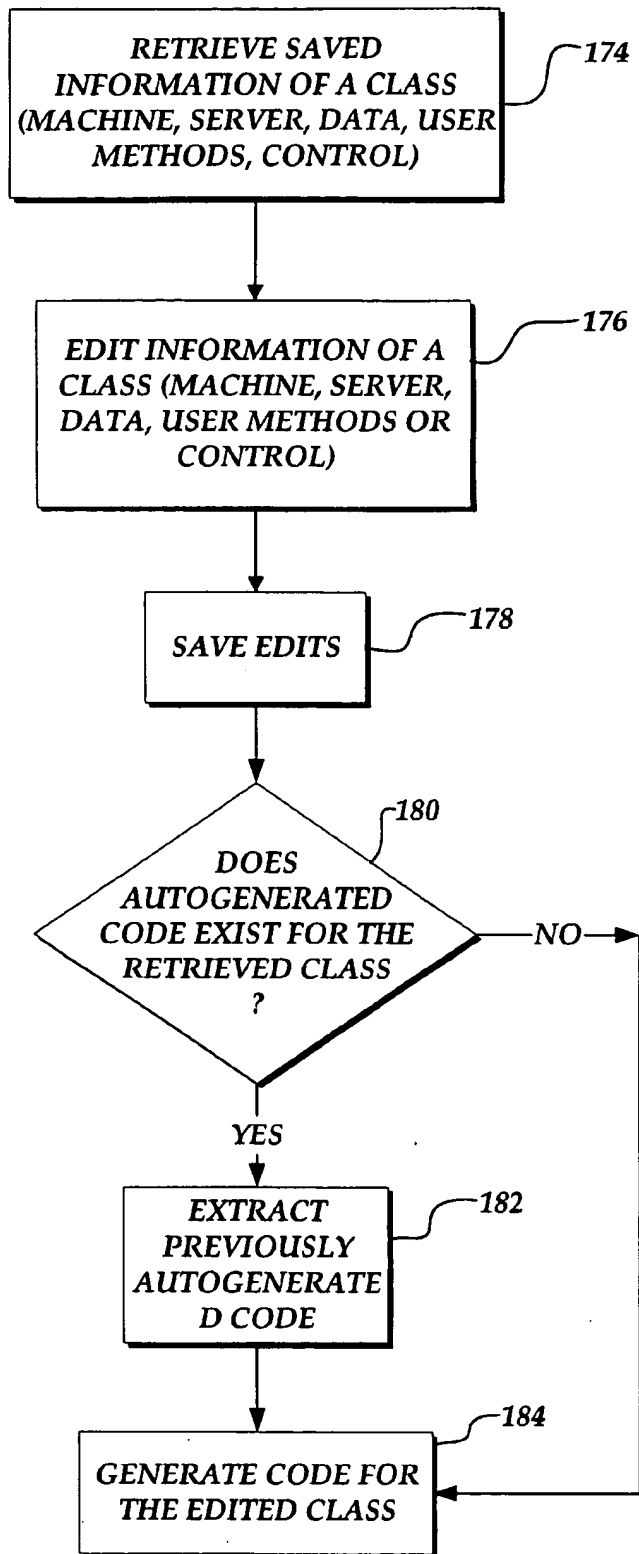 RETRIEVE SAVED
INFORMATION OF A CLASS
(MACHINE, SERVER, DATA, USER
METHODS, CONTROL)
174
EDIT INFORMATION OF A
CLASS (MACHINE, SERVER,
DATA, USER METHODS OR
CONTROL)
176
SAVE EDITS
178
DOES
AUTOGENERATED
CODE EXIST FOR THE
RETRIEVED CLASS
?
180
NO
YES
EXTRACT
PREVIOUSLY
AUTOGENERATE
D CODE
182
GENERATE CODE FOR
THE EDITED CLASS
184